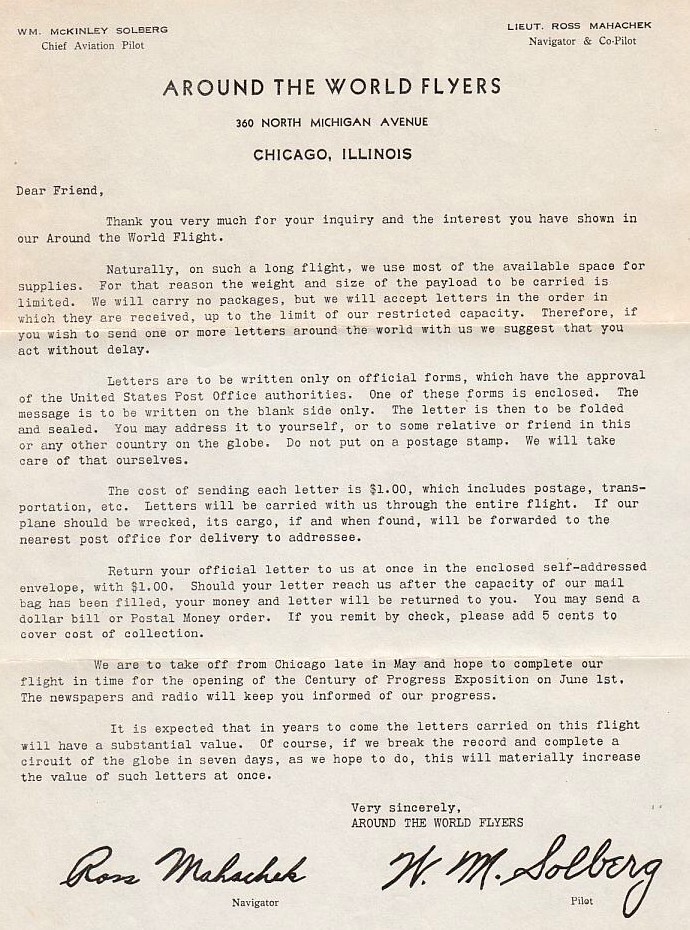 WM. McKINLEY SOLBERG
Chief Aviation Pilot
LIEUT. ROSS MAHACHEK
Navigator & Co-Pilot
AROUND THE WORLD FLYERS
360 NORTH MICHIGAN AVENUE
CHICAGO, ILLINOIS
Dear Friend,
Thank you very much for your inquiry and the interest you have shown in
our Around the World Flight.
Naturally, on such a long flight, we use most of the available space for
supplies. For that reason the weight and size of the payload to be carried is
limited. We will carry no packages, but we will accept letters in the order in
which they are received, up to the limit of our restricted capacity. Therefore, if
you wish to send one or more letters around the world with us we suggest that you
act without delay.
Letters are to be written only on official forms, which have the approval
of the United States Post Office authorities. One of these forms is enclosed. The
message is to be written on the blank side only. The letter is then to be folded
and sealed. You may address it to yourself, or to some relative or friend in this
or any other country on the globe. Do not put on a postage stamp. We will take
care of that ourselves.
The cost of sending each letter is $1.00, which includes postage, trans-
portation, etc. Letters will be carried with us through the entire flight. If our
plane should be wrecked, its cargo, if and when found, will be forwarded to the
nearest post office for delivery to addressee.
Return your official letter to us at once in the enclosed self-addressed
envelope, with $1.00. Should your letter reach us after the capacity of our mail
bag has been filled, your money and letter will be returned to you. You may send a
dollar bill or Postal Money order. If you remit by check, please add 5 cents to
cover cost of collection.
We are to take off from Chicago late in May and hope to complete our
flight in time for the opening of the Century of Progress Exposition on June 1st.
The newspapers and radio will keep you informed of our progress.
It is expected that in years to come the letters carried on this flight
will have a substantial value. Of course, if we break the record and complete a
circuit of the globe in seven days, as we hope to do, this will materially increase
the value of such letters at once.
Very sincerely,
AROUND THE WORLD FLYERS
Ross Mahachek
W. M. Solberg
Navigator
Pilot